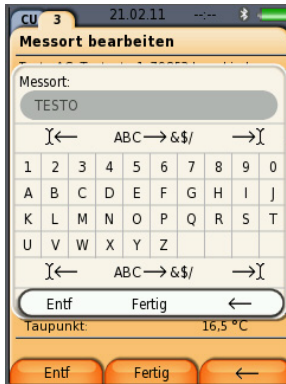 CU 3 21.02.11 --:--
Messort bearbeiten
Messort:
TESTO
ABC→&$/
1 2 3 4 5 6 7 8 9 0
A B C D E F G H I J
K L M N O P Q R S T
U V W X Y Z
ABC→&$/
Entf Fertig ←
Taupunkt: 16,5 °C
Entf Fertig ←